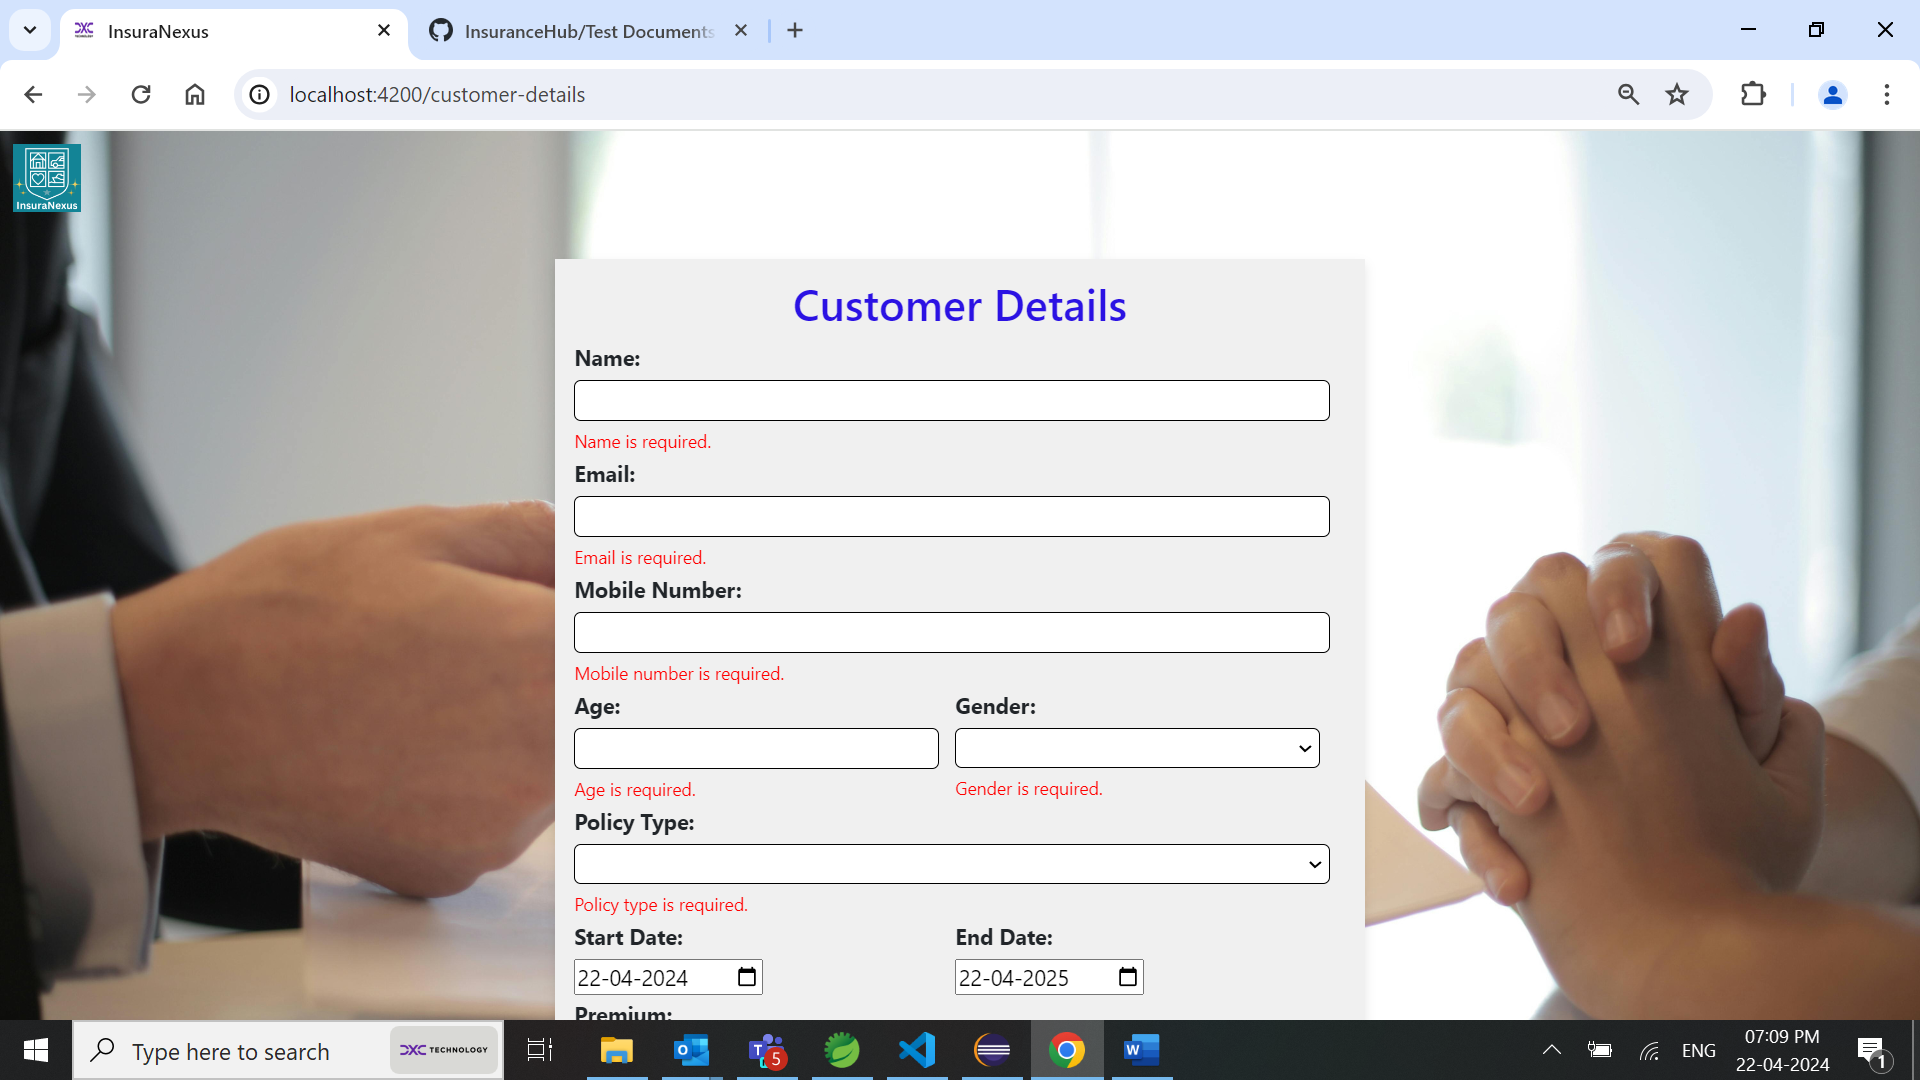 InsuraNexus
InsuranceHub/Test Documents
localhost:4200/customer-details
InsuraNexus
Customer Details
Name:
Name is required.
Email:
Email is required.
Mobile Number:
Mobile number is required.
Age:
Gender:
Age is required.
Gender is required.
Policy Type:
Policy type is required.
Start Date:
End Date:
22-04-2024
22-04-2025
Premium:
Type here to search
DXC TECHNOLOGY
5
ENG
07:09 PM
22-04-2024
1